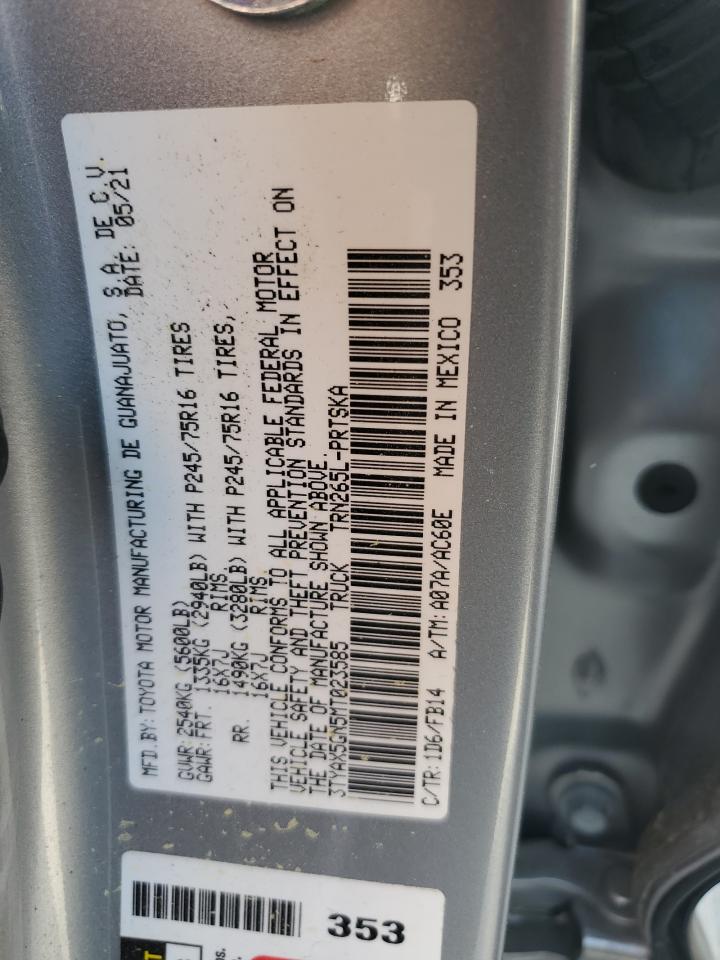 MFD.BY: TOYOTA MOTOR MANUFACTURING DE GUANAJUATO, S.A. DE C.V.
DATE: 05/21
GVWR: 2540KG (5600LB)
GAWR: FRT. 1335KG (2940LB) WITH P245/75R16 TIRES
16X7J RIMS,
RR. 1490KG (3280LB) WITH P245/75R16 TIRES,
16X7J RIMS.
THIS VEHICLE CONFORMS TO ALL APPLICABLE FEDERAL MOTOR
VEHICLE SAFETY AND THEFT PREVENTION STANDARDS IN EFFECT ON
THE DATE OF MANUFACTURE SHOWN ABOVE.
3TYAX5GN5MT023585 TRUCK TRN265L-PRTSKA
C/TR: 1D6/FB14 A/TM: A07A/AC60E MADE IN MEXICO 353
353